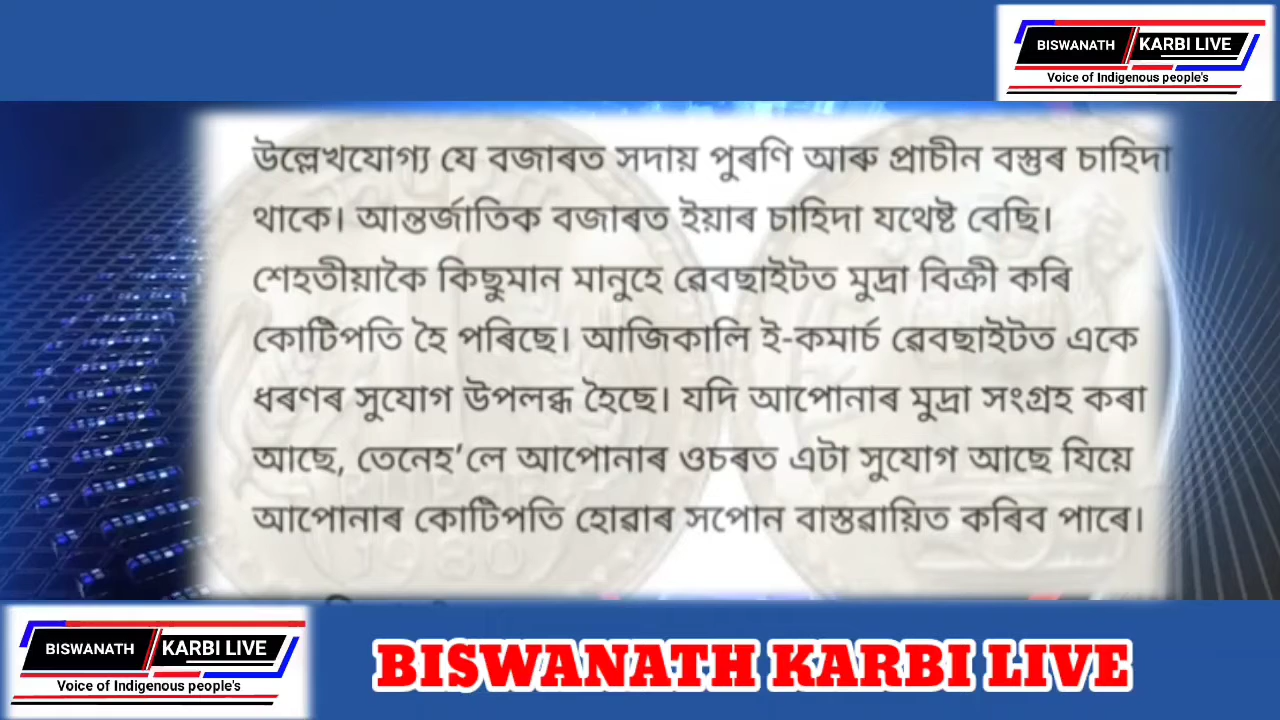 BISWANATH KARBI LIVE
Voice of Indigenous people's
উল্লেখযোগ্য যে বজাৰত সদায় পুৰণি আৰু প্ৰাচীন বস্তুৰ চাহিদা
থাকে। আন্তৰ্জাতিক বজাৰত ইয়াৰ চাহিদা যথেষ্ট বেছি।
শেহতীয়াকৈ কিছুমান মানুহে ৱেবছাইটত মুদ্ৰা বিক্ৰী কৰি
কোটিপতি হৈ পৰিছে। আজিকালি ই-কমাৰ্চ ৱেবছাইটত একে
ধৰণৰ সুযোগ উপলব্ধ হৈছে। যদি আপোনাৰ মুদ্ৰা সংগ্ৰহ কৰা
আছে, তেনেহ’লে আপোনাৰ ওচৰত এটা সুযোগ আছে যিয়ে
আপোনাৰ কোটিপতি হোৱাৰ সপোন বাস্তৱায়িত কৰিব পাৰে।
1980
BISWANATH KARBI LIVE
Voice of Indigenous people's
BISWANATH KARBI LIVE